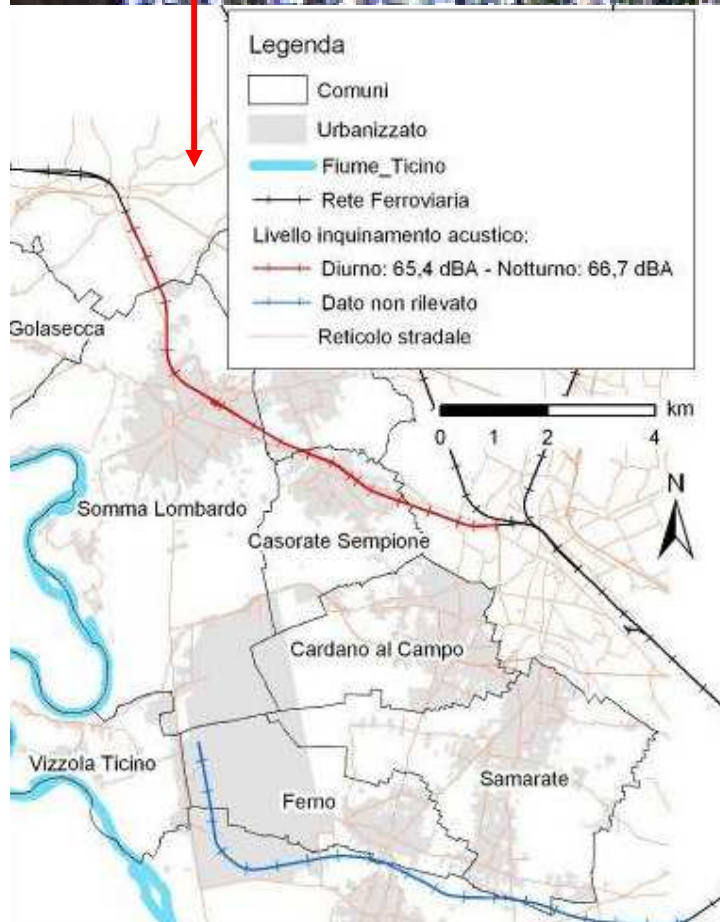 Legenda
Comuni
Urbanizzato
Fiume_Ticino
Rete Ferroviaria
Livello inquinamento acustico:
Diurno: 65,4 dBA - Notturno: 66,7 dBA
Dato non rilevato
Reticolo stradale
Golasecca
km
0 1 2 4
N
Somma Lombardo
Casorate Sempione
Cardano al Campo
Vizzola Ticino
Samarate
Ferno